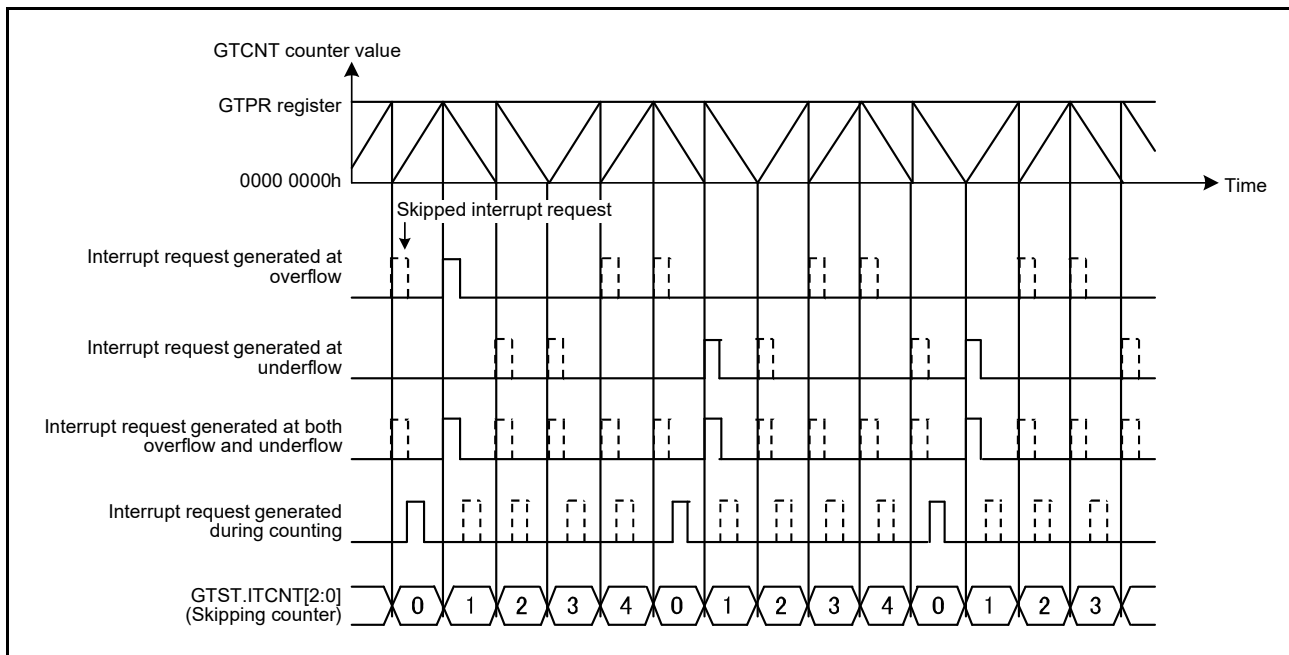 GTCNT counter value
GTPR register
0000 0000h
Time
Skipped interrupt request
Interrupt request generated at
overflow
Interrupt request generated at
underflow
Interrupt request generated at both
overflow and underflow
Interrupt request generated
during counting
GTST.ITCNT[2:0]
(Skipping counter)
0 1 2 3 4 0 1 2 3 4 0 1 2 3